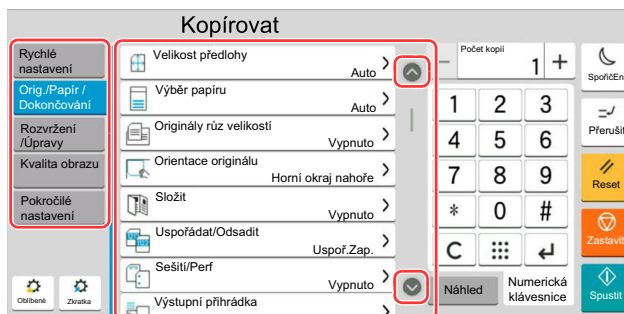 Kopírovat
Rychlé
nastavení
Orig./Papír /
Dokončování
Rozvržení
/Úpravy
Kvalita obrazu
Pokročilé
nastavení
Oblíbené
Zkratka
Velikost předlohy
Auto
Výběr papíru
Auto
Originály růz velikostí
Vypnuto
Orientace originálu
Horní okraj nahoře
Složit
Vypnuto
Uspořádat/Odsadit
Uspoř.Zap.
Sešití/Perf
Vypnuto
Výstupní přihrádka
Počet kopií
− 1 +
1 2 3
4 5 6
7 8 9
* 0 #
C
Náhled
Numerická
klávesnice
SpořičEn
Přerušit
Reset
Zastavit
Spustit